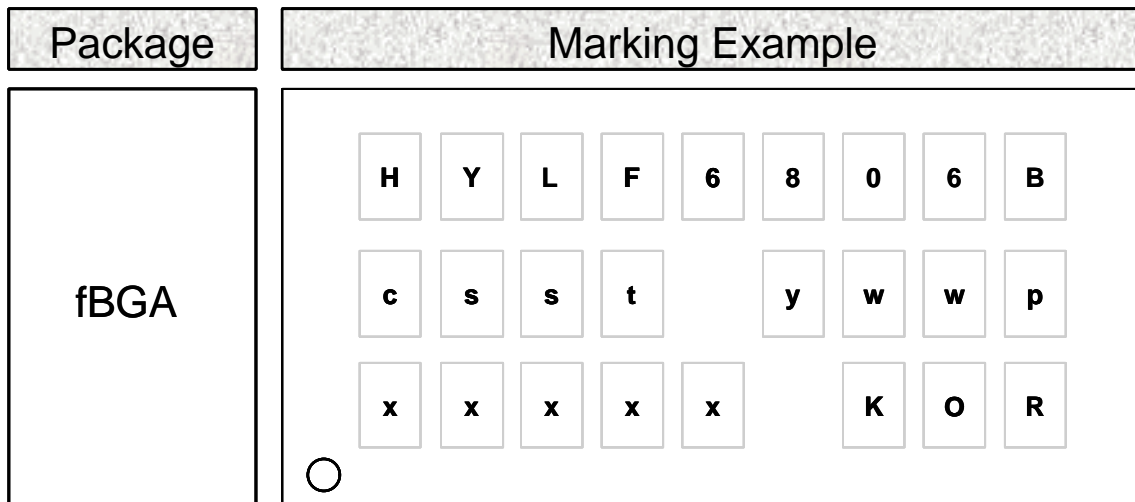 Package Marking Example
fBGA
H Y L F 6 8 0 6 B
c s s t y w w p
x x x x x K O R